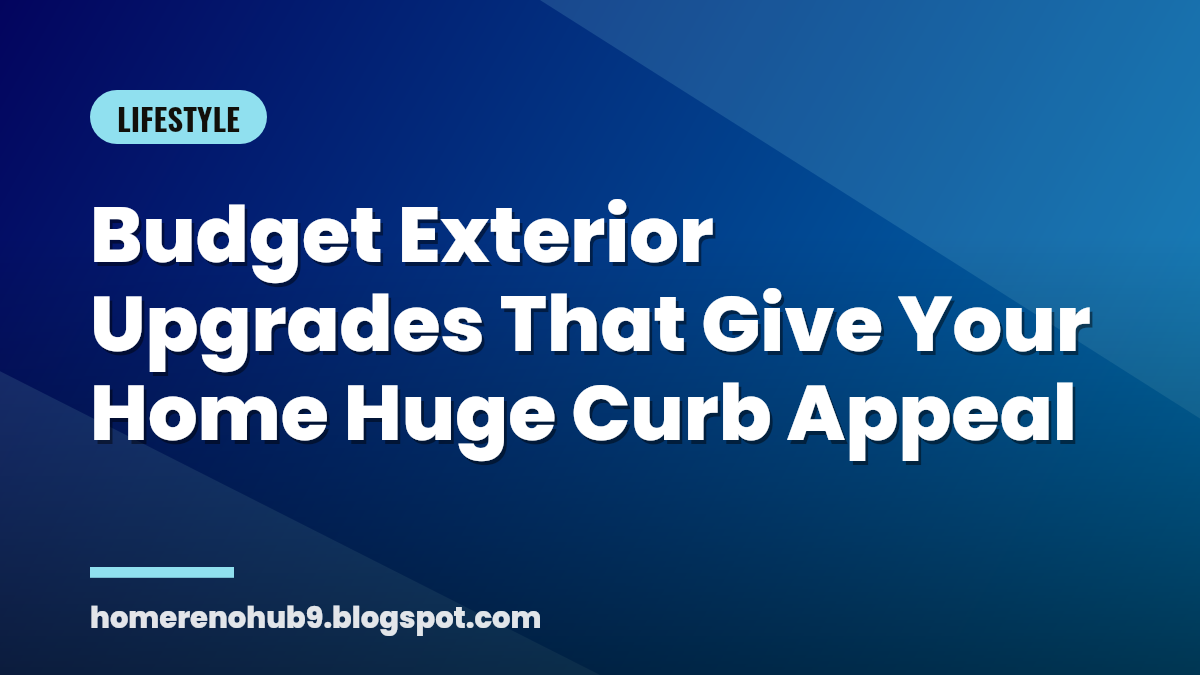 LIFESTYLE
Budget Exterior
Upgrades That Give Your
Home Huge Curb Appeal
homerenohub9.blogspot.com